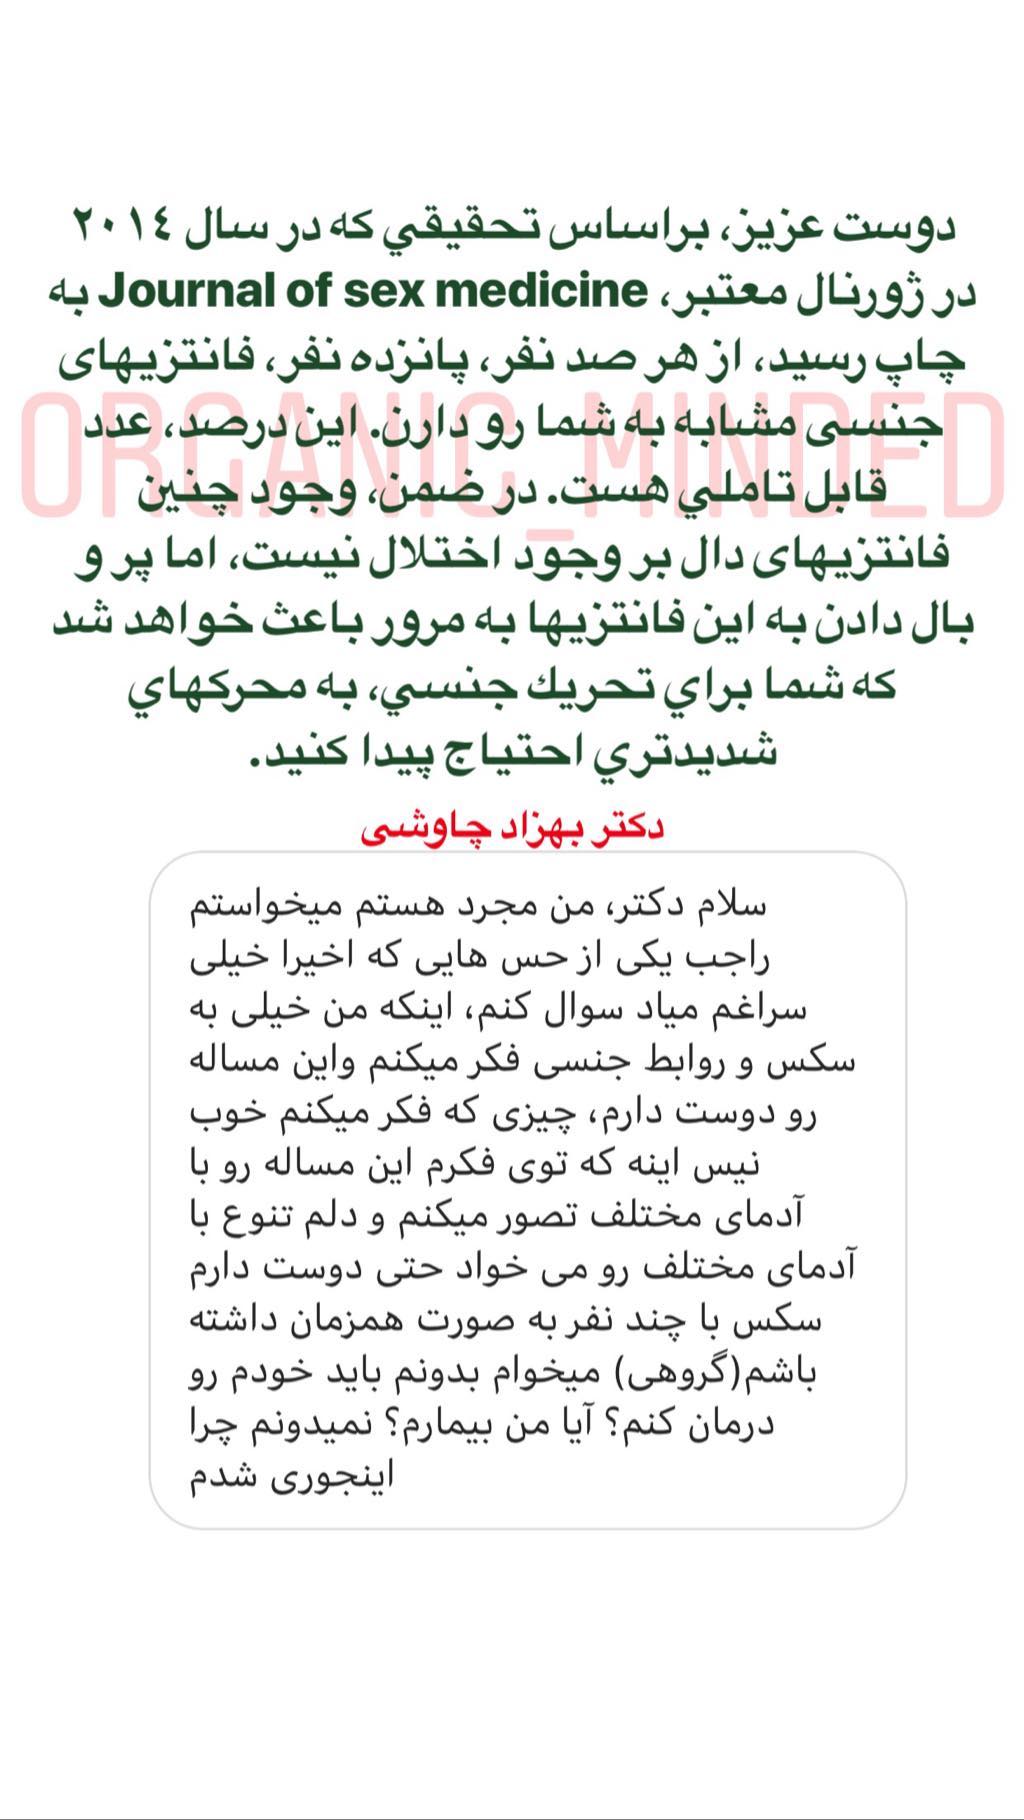 دوست عزیز، براساس تحقيقي که در سال ٢٠١٤
در ژورنال معتبر، Journal of sex medicine به
چاپ رسید، از هر صد نفر، پانزده نفر، فانتزیهای
جنسی مشابه به شما رو دارن. این درصد، عدد
قابل تاملي هست. در ضمن، وجود چنین
فانتزیهای دال بر وجود اختلال نیست، اما پر و
بال دادن به این فانتزیها به مرور باعث خواهد شد
که شما براي تحريك جنسي، به محرکهاي
شدیدتري احتیاج پیدا کنید.
ORGANIC_MINDED
دکتر بهزاد چاوشی
سلام دکتر، من مجرد هستم میخواستم
راجب یکی از حس هایی که اخیرا خیلی
سراغم میاد سوال کنم، اینکه من خیلی به
سکس و روابط جنسی فکر میکنم واین مساله
رو دوست دارم، چیزی که فکر میکنم خوب
نیس اینه که توی فکرم این مساله رو با
آدمای مختلف تصور میکنم و دلم تنوع با
آدمای مختلف رو می خواد حتی دوست دارم
سکس با چند نفر به صورت همزمان داشته
باشم(گروهی) میخوام بدونم باید خودم رو
درمان کنم؟ آیا من بیمارم؟ نمیدونم چرا
اینجوری شدم